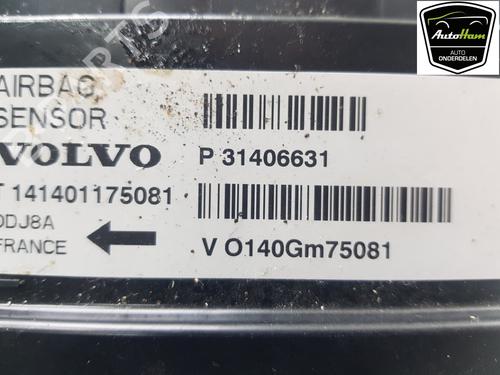 AIRBAG
SENSOR
VOLVO
P 31406631
T 141401175081
DDJ8A
FRANCE
V O140Gm75081
AutoHam
AUTO
ONDERDELEN